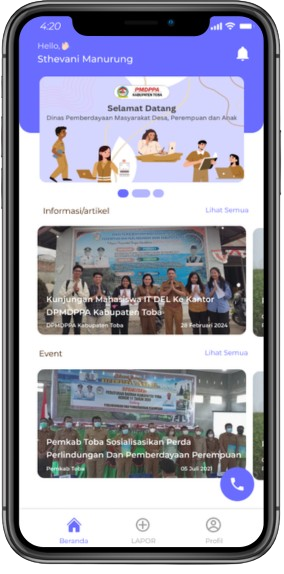 4:20
Hello,
Sthevani Manurung
PMDPPA
KABUPATEN TOBA
Selamat Datang
Dinas Pemberdayaan Masyarakat Desa, Perempuan dan Anak
Informasi/artikel
Lihat Semua
Kunjungan Mahasiswa IT DEL Ke Kantor
DPMDPPA Kabupaten Toba
DPMDPPA Kabupaten Toba
28 Februari 2024
Event
Lihat Semua
Pemkab Toba Sosialisasikan Perda
Perlindungan Dan Pemberdayaan Perempuan
Pemkab Toba
06 Juli 2021
Beranda
LAPOR
Profil